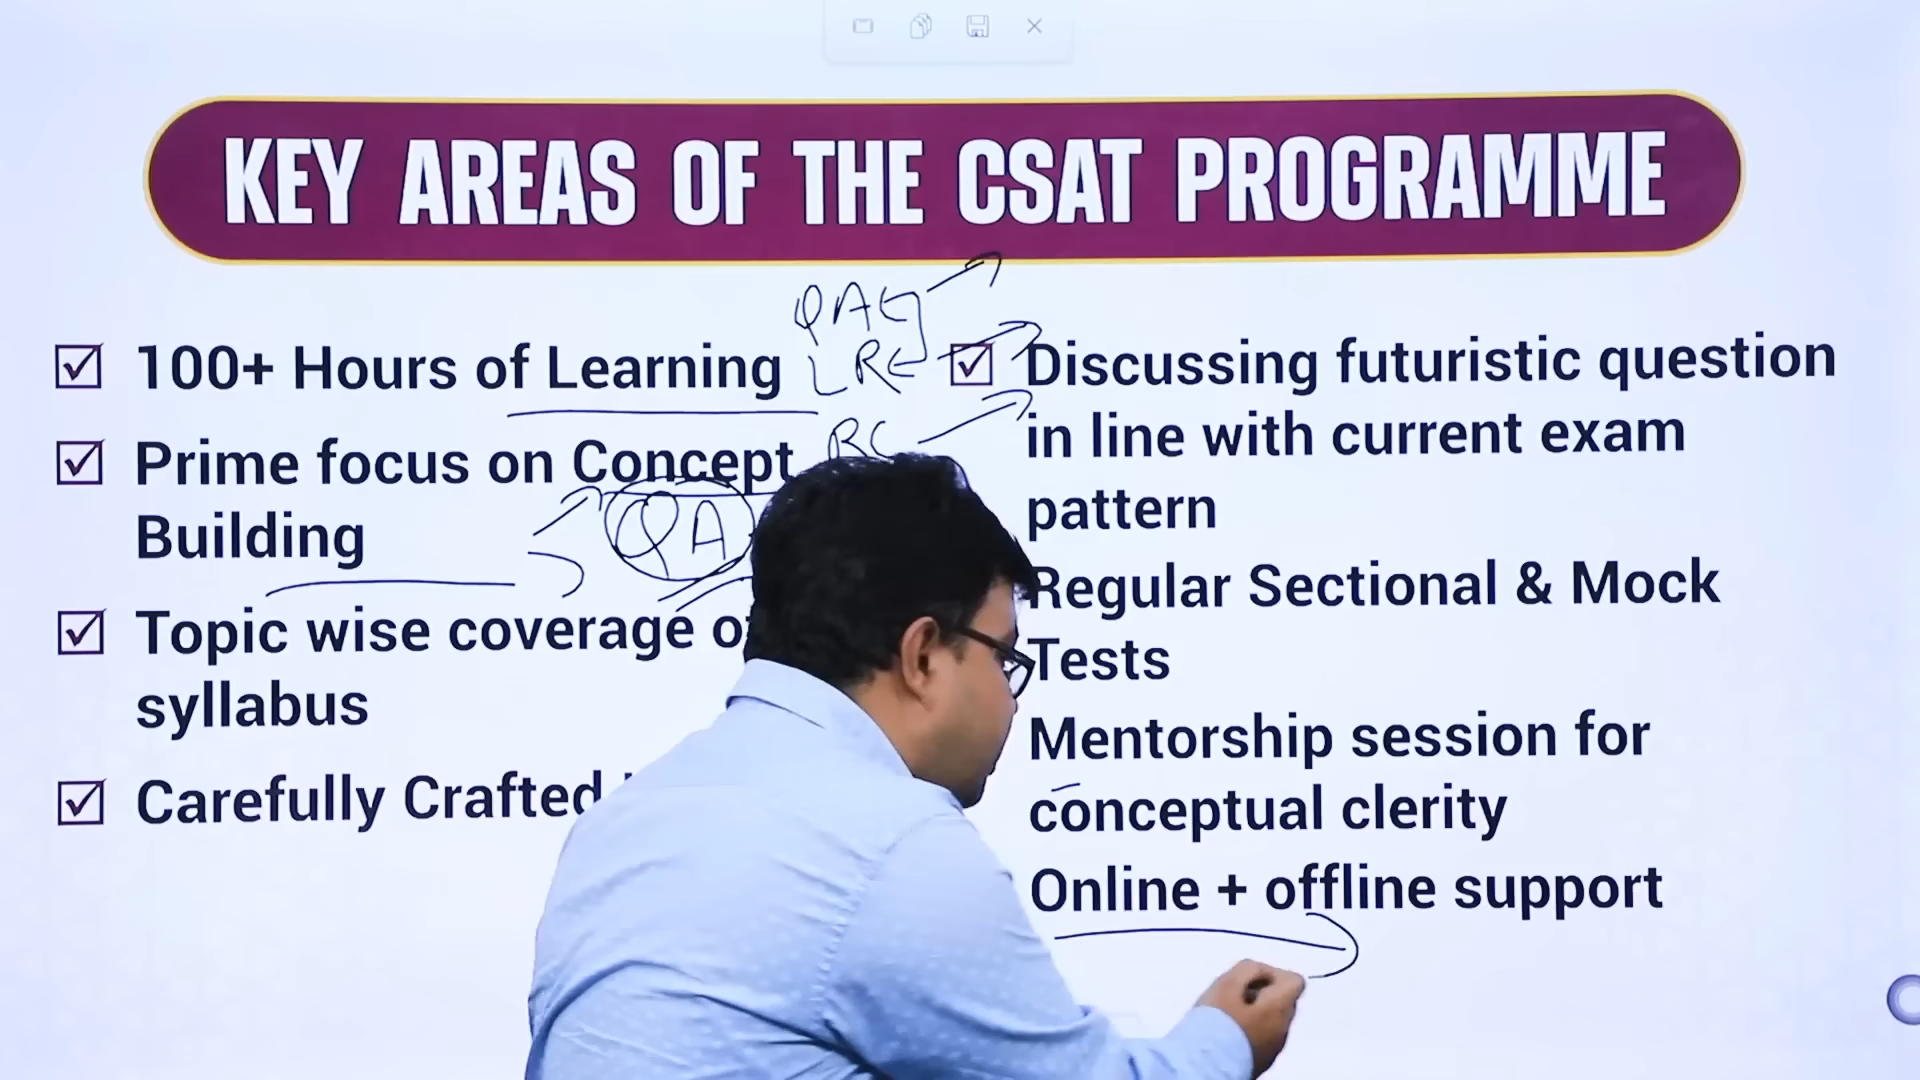 KEY AREAS OF THE CSAT PROGRAMME
QA
LR
RC
100+ Hours of Learning
Prime focus on Concept
Building
QA
Topic wise coverage
syllabus
Carefully Crafted
Discussing futuristic question
in line with current exam
pattern
Regular Sectional & Mock
Tests
Mentorship session for
conceptual clerity
Online + offline support